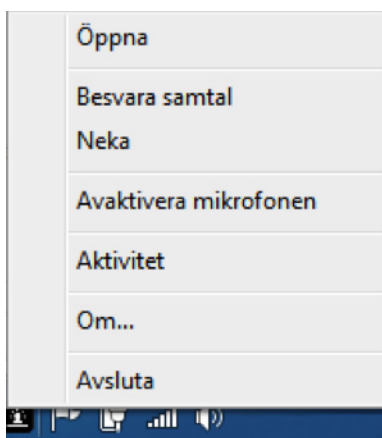 Öppna
Besvara samtal
Neka
Avaktivera mikrofonen
Aktivitet
Om...
Avsluta